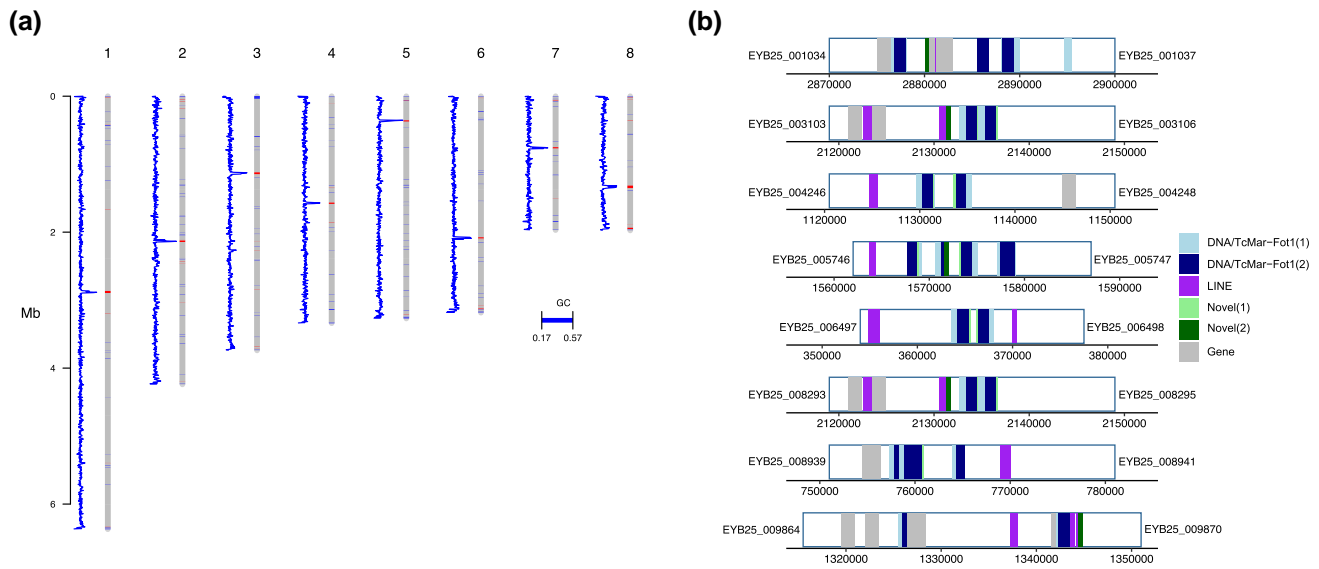 (a)
1 2 3 4 5 6 7 8
0
2
Mb
4
6
GC
0.17 0.57
(b)
EYB25_001034 EYB25_001037
2870000 2880000 2890000 2900000
EYB25_003103 EYB25_003106
2120000 2130000 2140000 2150000
EYB25_004246 EYB25_004248
1120000 1130000 1140000 1150000
EYB25_005746 EYB25_005747
1560000 1570000 1580000 1590000
EYB25_006497 EYB25_006498
350000 360000 370000 380000
EYB25_008293 EYB25_008295
2120000 2130000 2140000 2150000
EYB25_008939 EYB25_008941
750000 760000 770000 780000
EYB25_009864 EYB25_009870
1320000 1330000 1340000 1350000
DNA/TcMar−Fot1(1)
DNA/TcMar−Fot1(2)
LINE
Novel(1)
Novel(2)
Gene